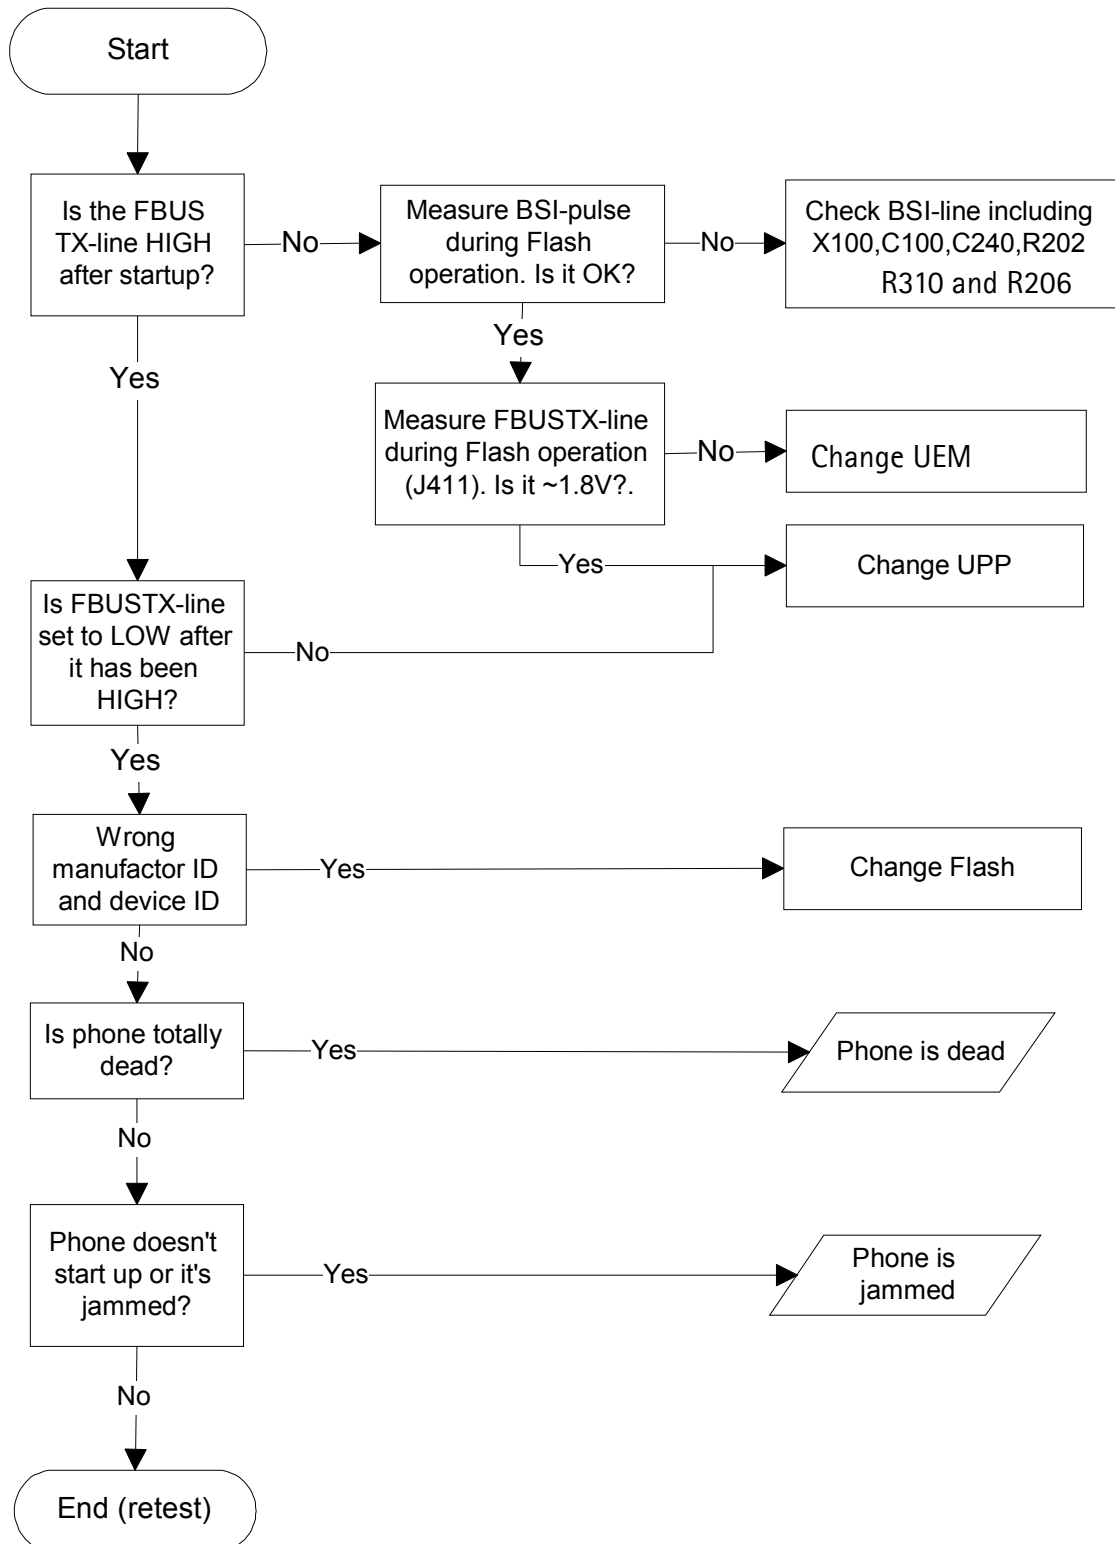 Start
Is the FBUS
TX-line HIGH
after startup?
No
Measure BSI-pulse
during Flash
operation. Is it OK?
No
Check BSI-line including
X100,C100,C240,R202
R310 and R206
Yes
Yes
Measure FBUSTX-line
during Flash operation
(J411). Is it ~1.8V?.
No
Change UEM
Yes
Change UPP
Is FBUSTX-line
set to LOW after
it has been
HIGH?
No
Yes
Wrong
manufactor ID
and device ID
Yes
Change Flash
No
Is phone totally
dead?
Yes
Phone is dead
No
Phone doesn't
start up or it's
jammed?
Yes
Phone is
jammed
No
End (retest)